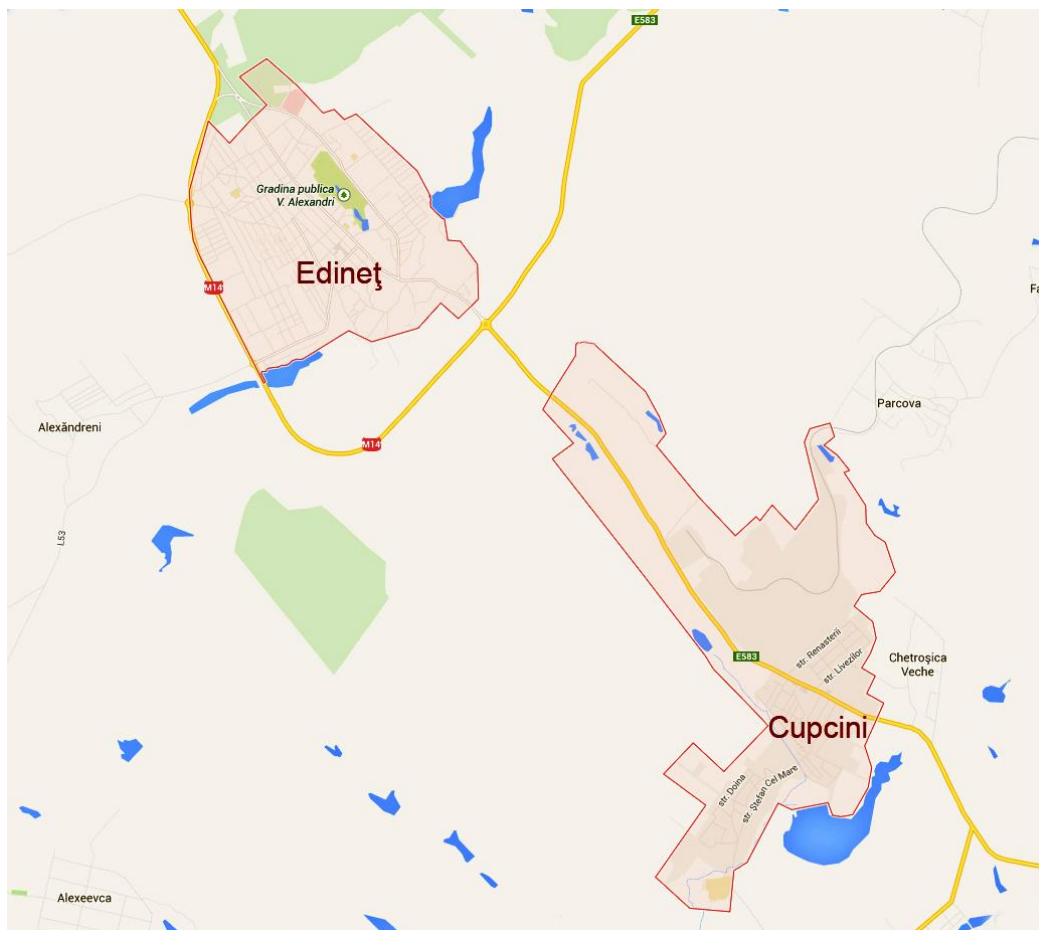 E583
Gradina publica
V. Alexandri
Edineţ
M14
Fa
Parcova
Alexăndreni
M14
L53
str. Renasterii
E583
str. Livezilor
Chetroşica
Veche
Cupcini
str. Doina
str. Ştefan Cel Mare
Alexeevca